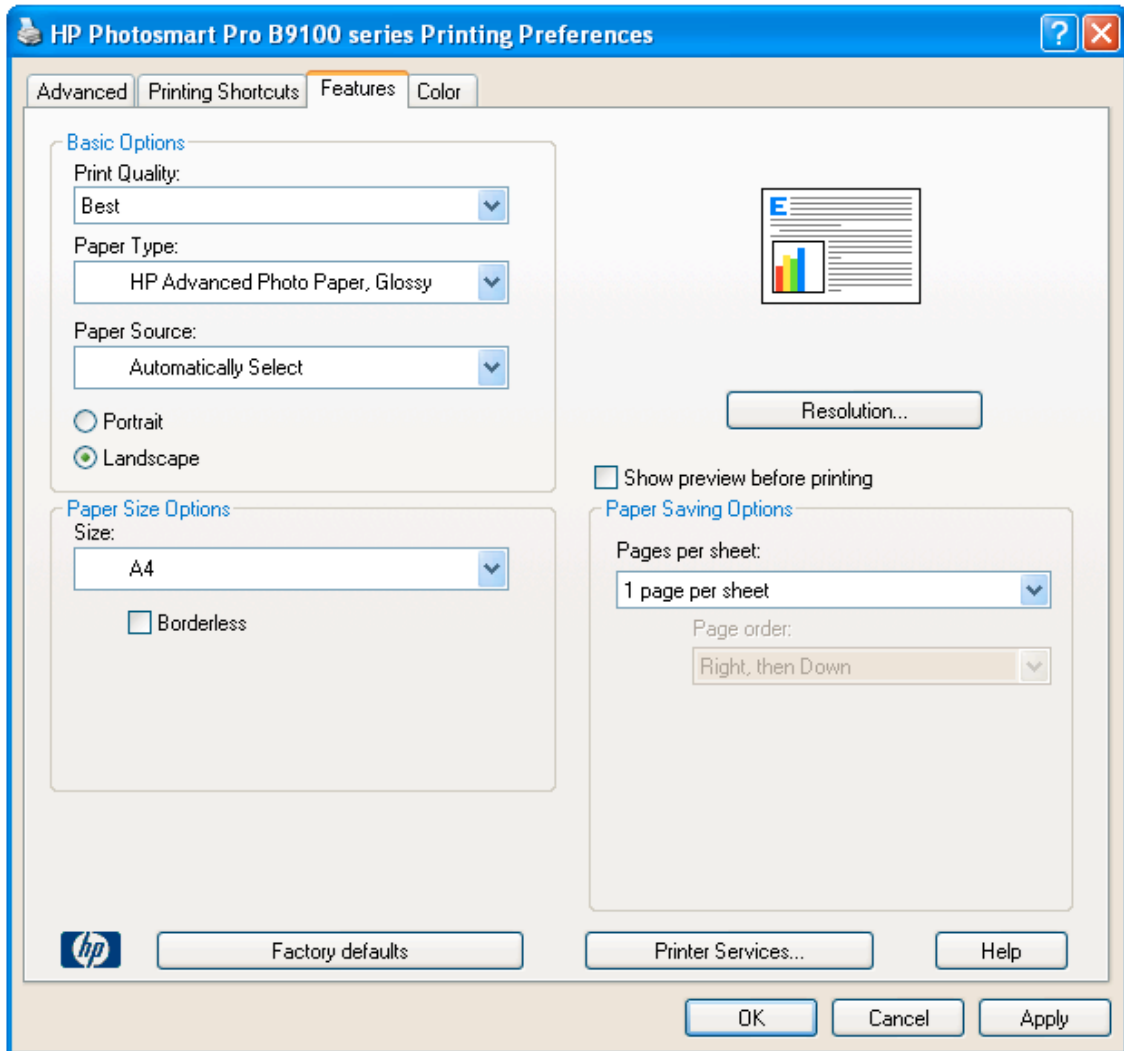 HP Photosmart Pro B9100 series Printing Preferences
Advanced Printing Shortcuts Features Color
Basic Options
Print Quality:
Best
Paper Type:
HP Advanced Photo Paper, Glossy
Paper Source:
Automatically Select
Portrait
Landscape
Paper Size Options
Size:
A4
Borderless
E
Resolution...
Show preview before printing
Paper Saving Options
Pages per sheet:
1 page per sheet
Page order:
Right, then Down
hp
Factory defaults
Printer Services...
Help
OK
Cancel
Apply